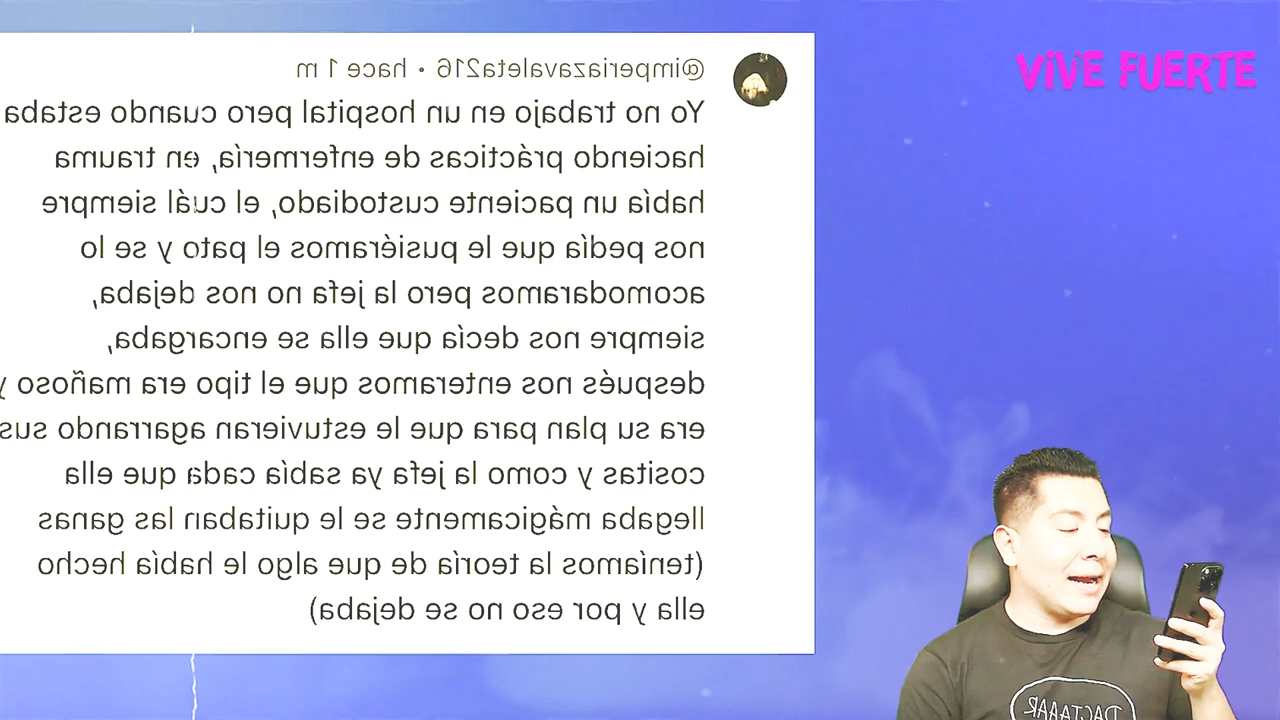 @imperiazavaleta216 • hace 1 m
Yo no trabajo en un hospital pero cuando estaba
haciendo prácticas de enfermería, en trauma
había un paciente custodiado, el cuál siempre
nos pedía que le pusiéramos el pato y se lo
acomodaramos pero la jefa no nos dejaba,
siempre nos decía que ella se encargaba,
después nos enteramos que el tipo era mañoso y
era su plan para que le estuvieran agarrando sus
cositas y como la jefa ya sabía cada que ella
llegaba mágicamente se le quitaban las ganas
(teníamos la teoría de que algo le había hecho
ella y por eso no se dejaba)
VIVE FUERTE